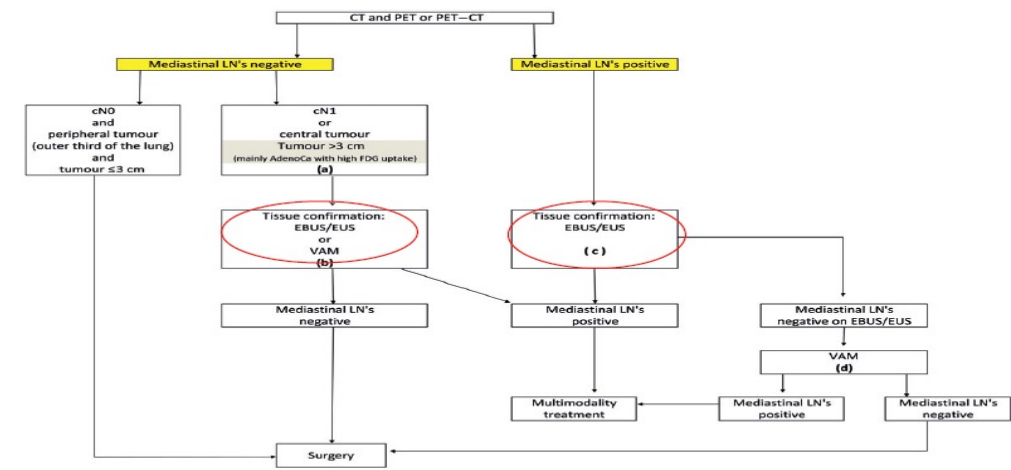 CT and PET or PET—CT
Mediastinal LN's negative
Mediastinal LN's positive
cN0
and
peripheral tumour
(outer third of the lung)
and
tumour ≤3 cm
cN1
or
central tumour
Tumour >3 cm
(mainly AdenoCa with high FDG uptake)
(a)
Tissue confirmation:
EBUS/EUS
or
VAM
(b)
Tissue confirmation:
EBUS/EUS
( c )
Mediastinal LN's
negative
Mediastinal LN's
positive
Mediastinal LN's
negative on EBUS/EUS
VAM
(d)
Multimodality
treatment
Mediastinal LN's
positive
Mediastinal LN's
negative
Surgery